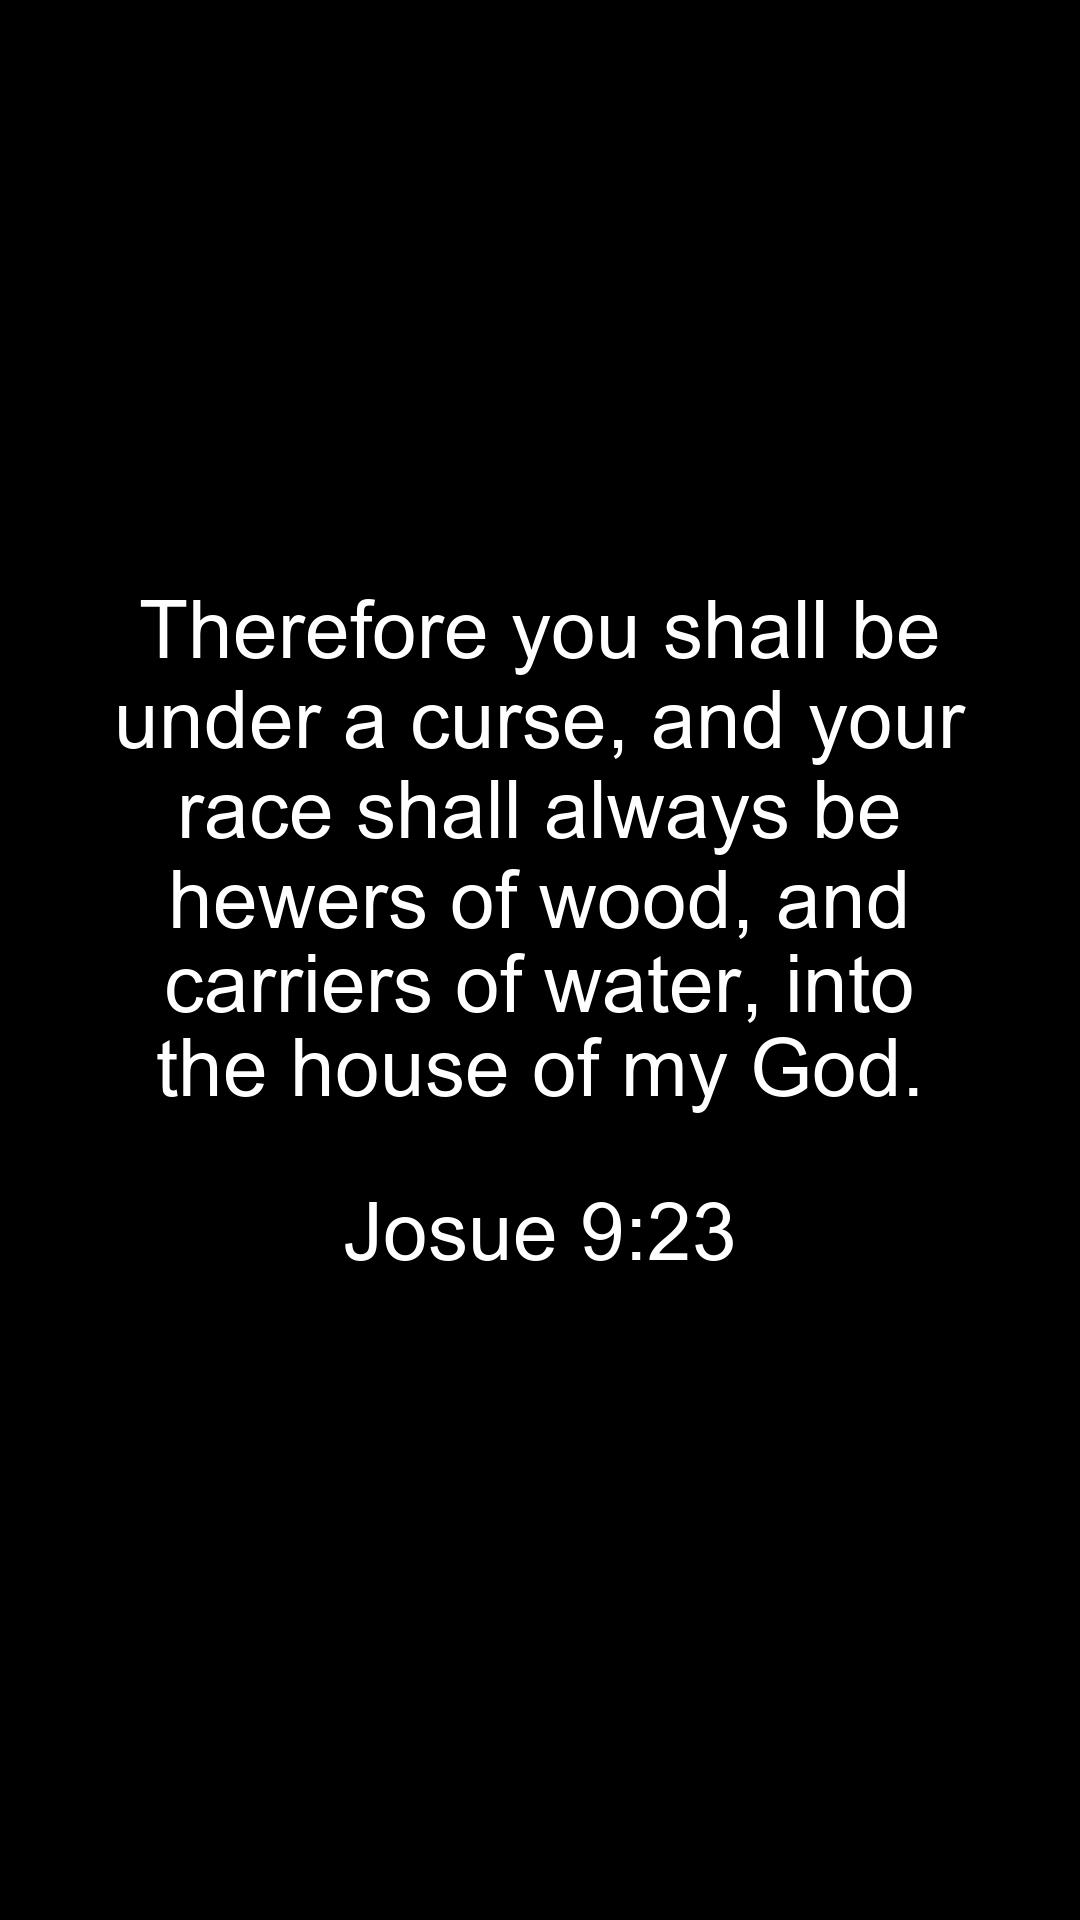 Therefore you shall be
under a curse, and your
race shall always be
hewers of wood, and
carriers of water, into
the house of my God.
Josue 9:23